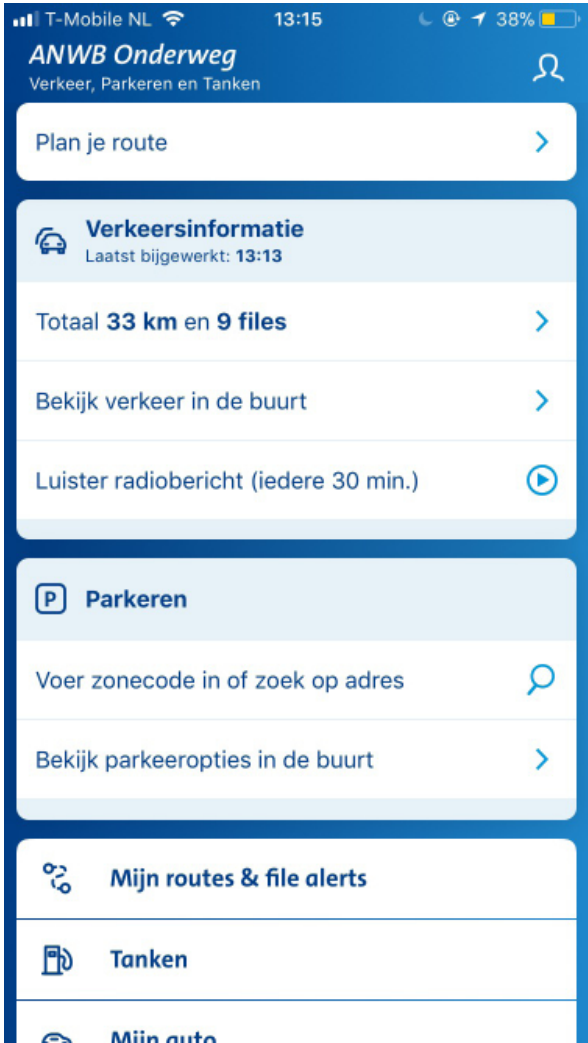 T-Mobile NL 13:15 38%
ANWB Onderweg
Verkeer, Parkeren en Tanken
Plan je route
Verkeersinformatie
Laatst bijgewerkt: 13:13
Totaal 33 km en 9 files
Bekijk verkeer in de buurt
Luister radiobericht (iedere 30 min.)
P Parkeren
Voer zonecode in of zoek op adres
Bekijk parkeeropties in de buurt
Mijn routes & file alerts
Tanken
Mijn auto